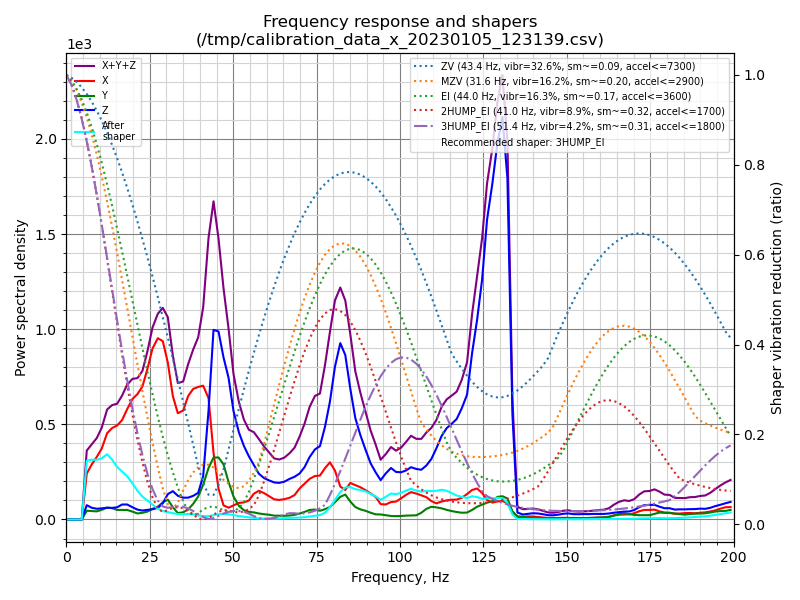 Frequency response and shapers
(/tmp/calibration_data_x_20230105_123139.csv)
1e3
X+Y+Z
X
Y
Z
After
shaper
ZV (43.4 Hz, vibr=32.6%, sm~=0.09, accel<=7300)
MZV (31.6 Hz, vibr=16.2%, sm~=0.20, accel<=2900)
EI (44.0 Hz, vibr=16.3%, sm~=0.17, accel<=3600)
2HUMP_EI (41.0 Hz, vibr=8.9%, sm~=0.32, accel<=1700)
3HUMP_EI (51.4 Hz, vibr=4.2%, sm~=0.31, accel<=1800)
Recommended shaper: 3HUMP_EI
Power spectral density
2.0
1.5
1.0
0.5
0.0
1.0
0.8
0.6
0.4
0.2
0.0
Shaper vibration reduction (ratio)
0 25 50 75 100 125 150 175 200
Frequency, Hz